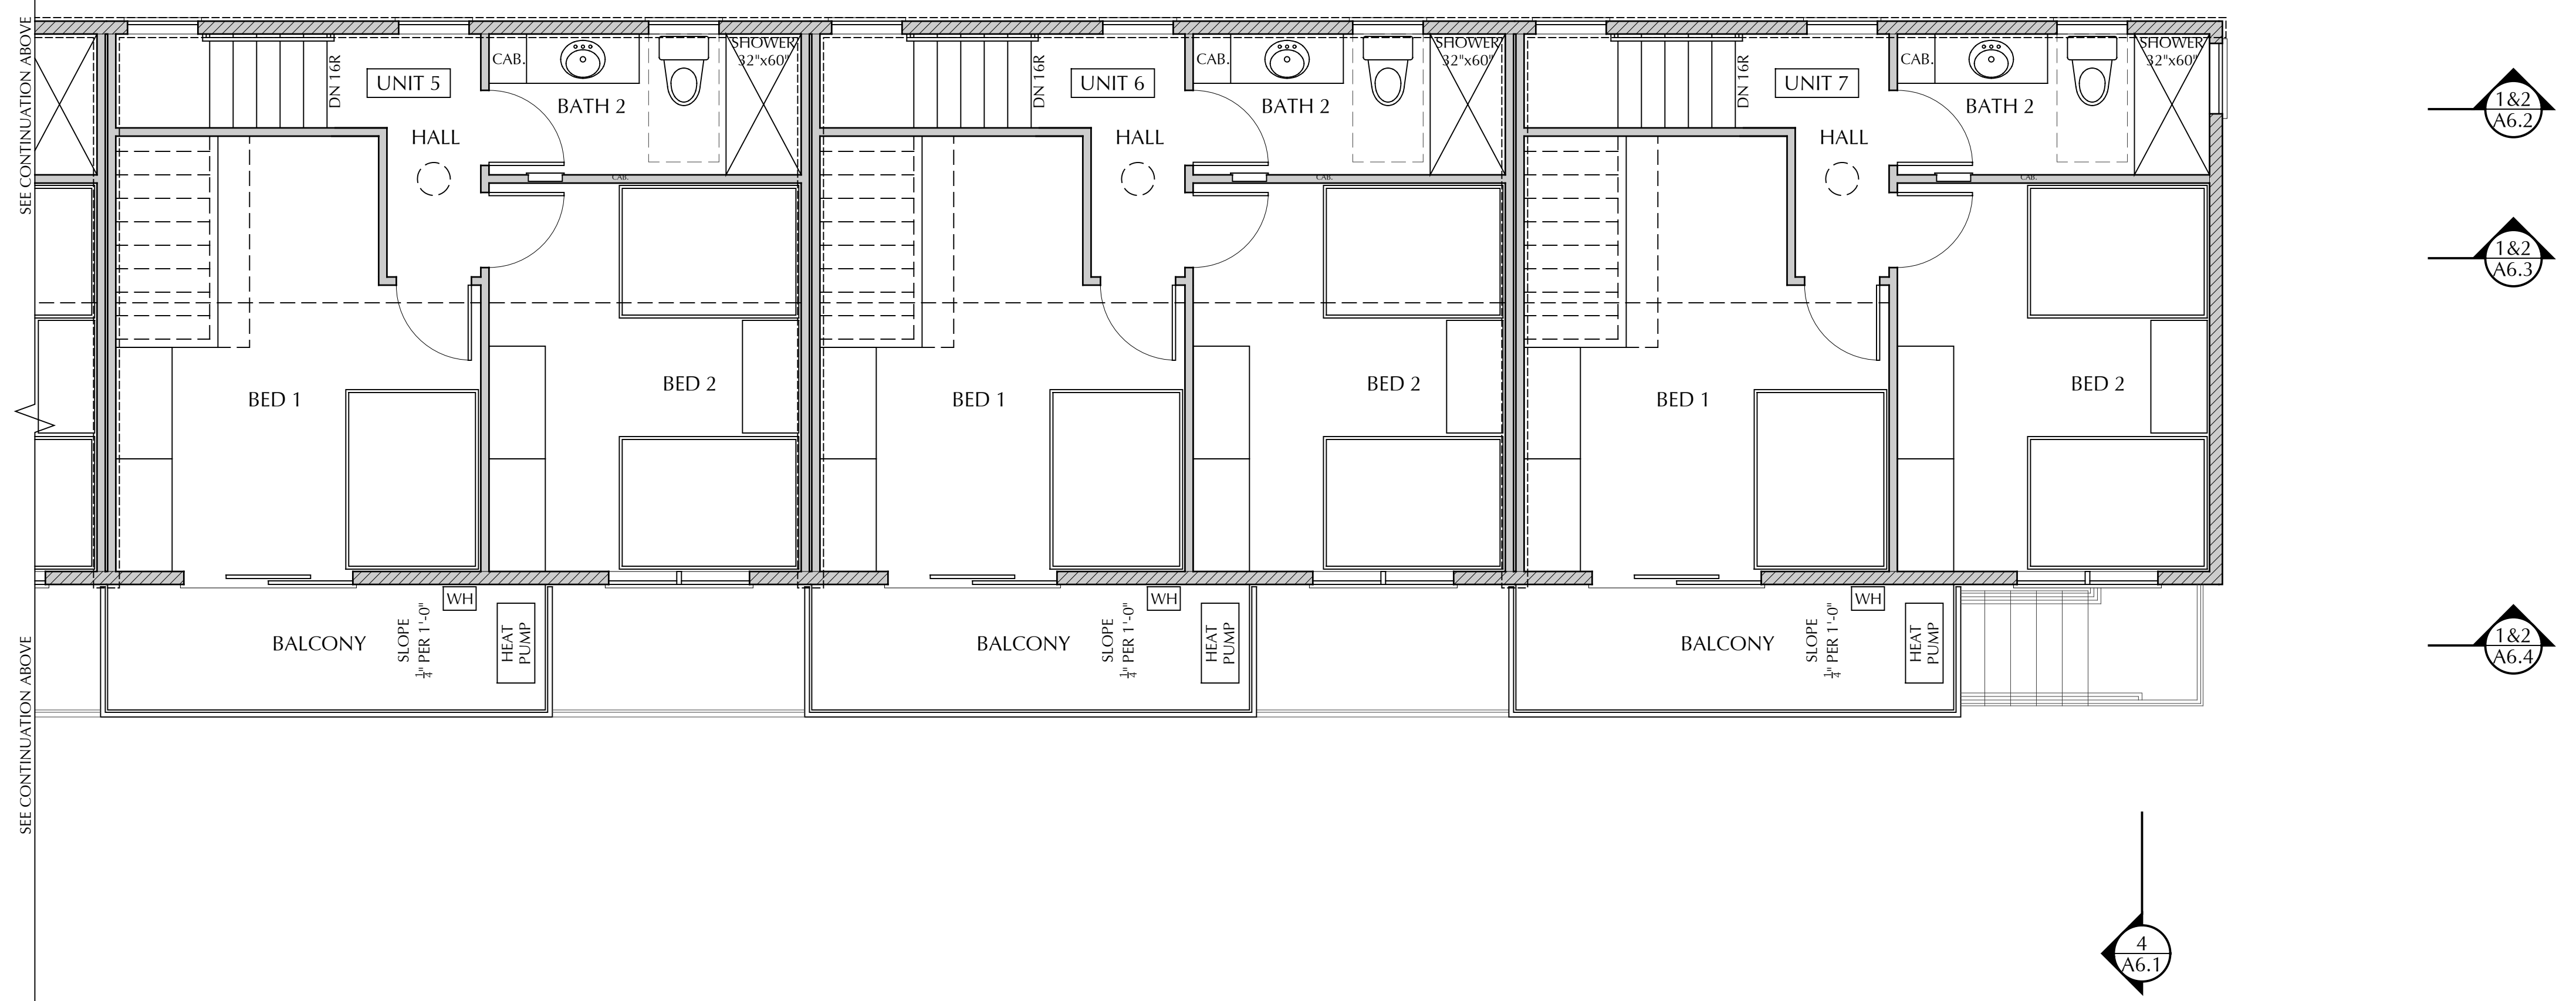 SEE CONTINUATION ABOVE
DN 16R
UNIT 5
HALL
CAB.
BATH 2
SHOWER
32"x60"
CAB.
BED 1
BED 2
WH
BALCONY
SLOPE
1/4" PER 1'-0"
HEAT
PUMP
DN 16R
UNIT 6
HALL
CAB.
BATH 2
SHOWER
32"x60"
CAB.
BED 1
BED 2
WH
BALCONY
SLOPE
1/4" PER 1'-0"
HEAT
PUMP
DN 16R
UNIT 7
HALL
CAB.
BATH 2
SHOWER
32"x60"
CAB.
BED 1
BED 2
WH
BALCONY
SLOPE
1/4" PER 1'-0"
HEAT
PUMP
SEE CONTINUATION ABOVE
1&2
A6.2
1&2
A6.3
1&2
A6.4
4
A6.1